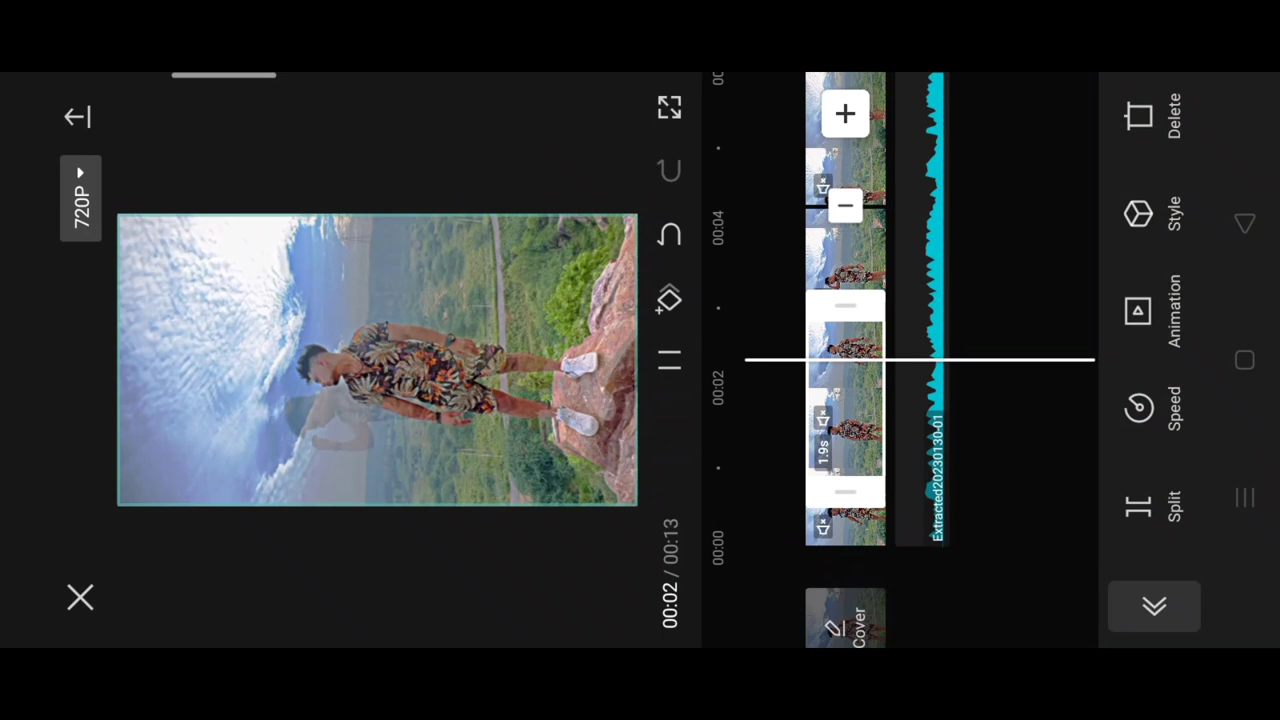 720P
00:02 / 00:13
00:00
00:02
00:04
00
1.9s
Cover
Extracted20230130-01
Split
Speed
Animation
Style
Delete